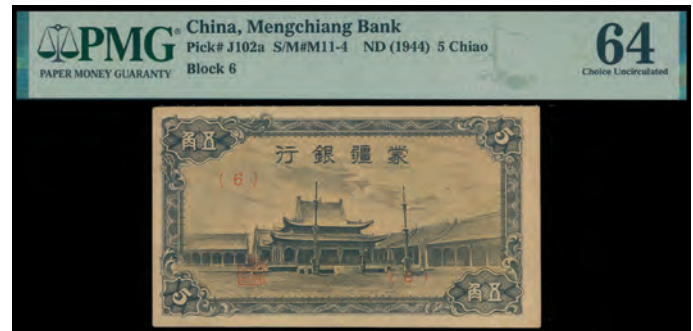 PMG
PAPER MONEY GUARANTY
China, Mengchiang Bank
Pick# J102a S/M#M11-4 ND (1944) 5 Chiao
Block 6
64
Choice Uncirculated
角五
5
行銀疆蒙
(6)
(6)
5
角五